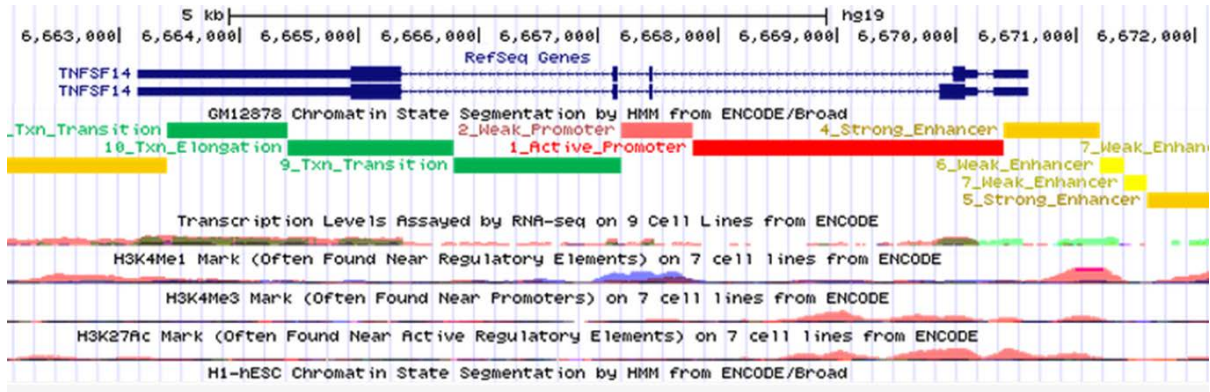 5 kb hg19
6,663,000| 6,664,000| 6,665,000| 6,666,000| 6,667,000| 6,668,000| 6,669,000| 6,670,000| 6,671,000| 6,672,000|
RefSeq Genes
TNFSF14
TNFSF14
GM12878 Chromatin State Segmentation by HMM from ENCODE/Broad
_Txn_Transition 2_Weak_Promoter 4_Strong_Enhancer
10_Txn_Elongation 1_Active_Promoter 7_Weak_Enhanc
9_Txn_Transition 6_Weak_Enhancer
7_Weak_Enhancer
5_Strong_Enhancer
Transcription Levels Assayed by RNA-seq on 9 Cell Lines from ENCODE
H3K4Me1 Mark (Often Found Near Regulatory Elements) on 7 cell lines from ENCODE
H3K4Me3 Mark (Often Found Near Promoters) on 7 cell lines from ENCODE
H3K27Ac Mark (Often Found Near Active Regulatory Elements) on 7 cell lines from ENCODE
H1-hESC Chromatin State Segmentation by HMM from ENCODE/Broad